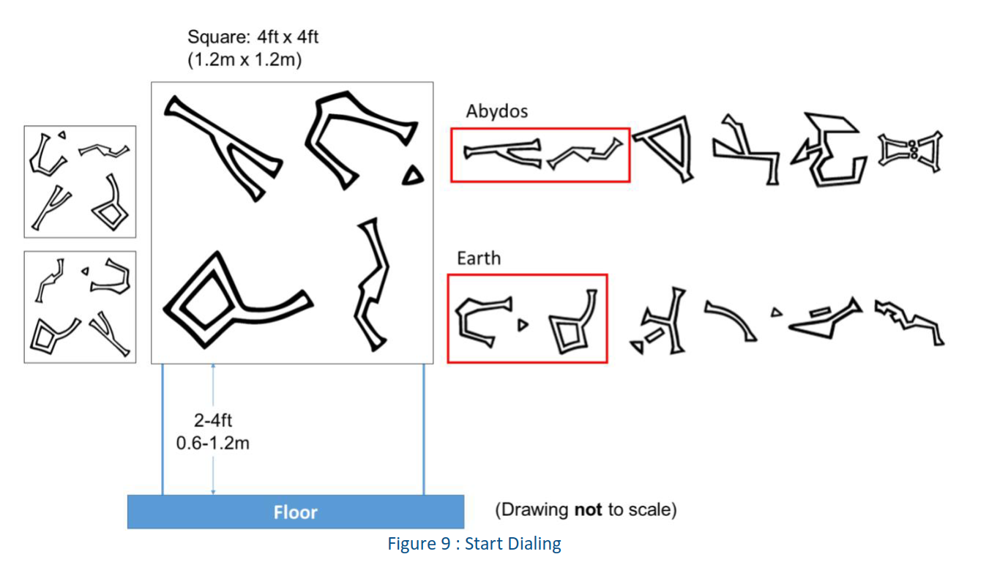 Square: 4ft x 4ft
(1.2m x 1.2m)
Abydos
Earth
2-4ft
0.6-1.2m
Floor
(Drawing not to scale)
Figure 9 : Start Dialing